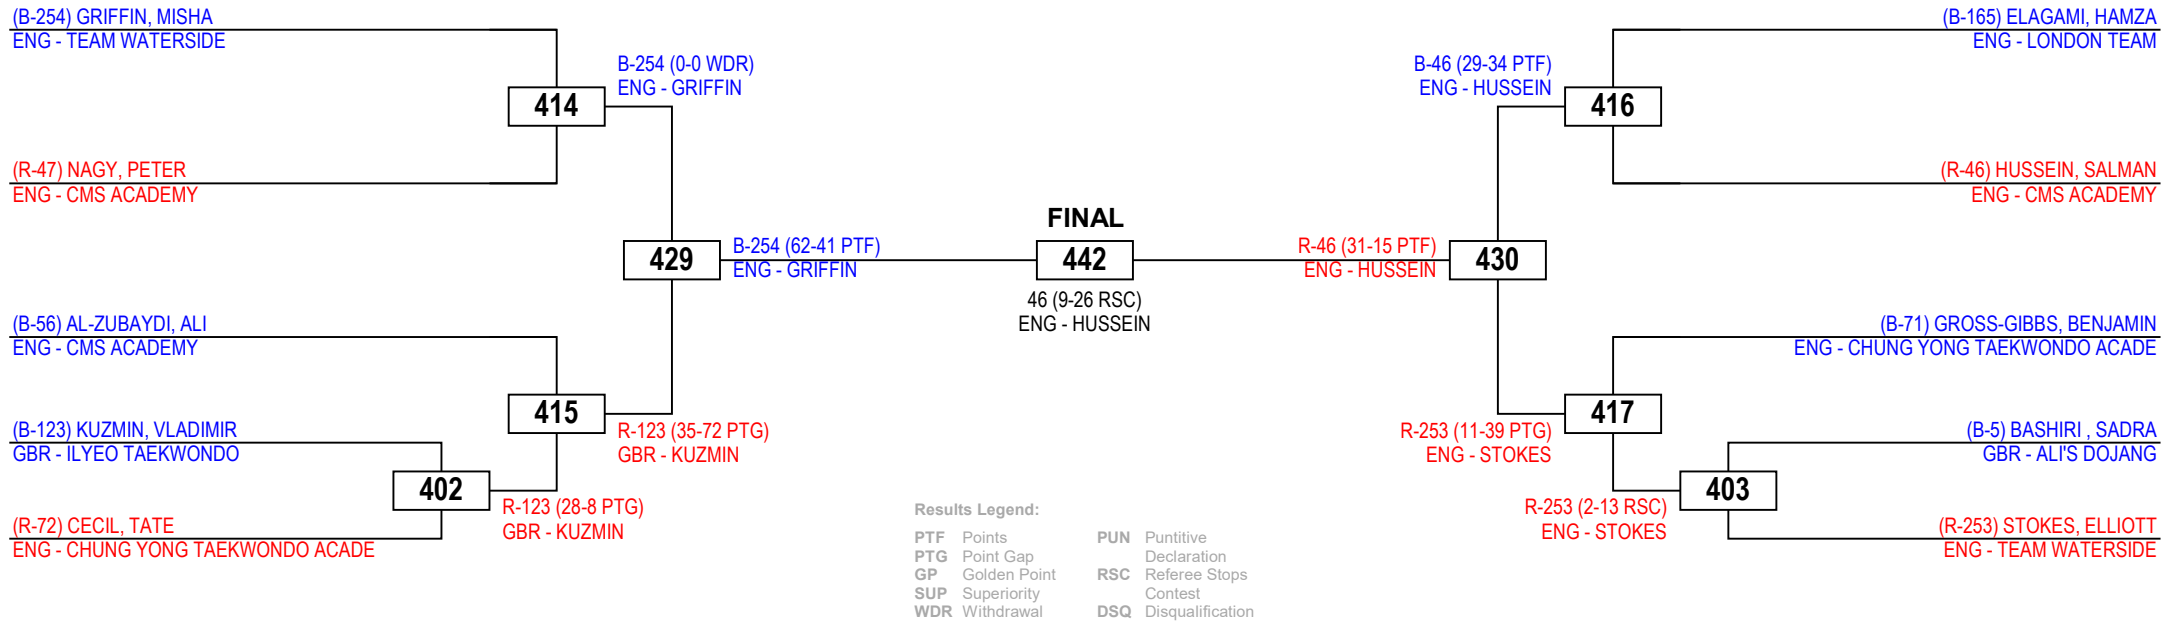 (B-254) GRIFFIN, MISHA
ENG - TEAM WATERSIDE
B-254 (0-0 WDR)
ENG - GRIFFIN
414
(R-47) NAGY, PETER
ENG - CMS ACADEMY
429
B-254 (62-41 PTF)
ENG - GRIFFIN
(B-56) AL-ZUBAYDI, ALI
ENG - CMS ACADEMY
415
R-123 (35-72 PTG)
GBR - KUZMIN
(B-123) KUZMIN, VLADIMIR
GBR - ILYEO TAEKWONDO
402
R-123 (28-8 PTG)
GBR - KUZMIN
(R-72) CECIL, TATE
ENG - CHUNG YONG TAEKWONDO ACADE
FINAL
442
46 (9-26 RSC)
ENG - HUSSEIN
(B-165) ELAGAMI, HAMZA
ENG - LONDON TEAM
B-46 (29-34 PTF)
ENG - HUSSEIN
416
(R-46) HUSSEIN, SALMAN
ENG - CMS ACADEMY
R-46 (31-15 PTF)
ENG - HUSSEIN
430
(B-71) GROSS-GIBBS, BENJAMIN
ENG - CHUNG YONG TAEKWONDO ACADE
417
R-253 (11-39 PTG)
ENG - STOKES
(B-5) BASHIRI , SADRA
GBR - ALI'S DOJANG
403
R-253 (2-13 RSC)
ENG - STOKES
(R-253) STOKES, ELLIOTT
ENG - TEAM WATERSIDE
Results Legend:
PTF Points
PTG Point Gap
GP Golden Point
SUP Superiority
WDR Withdrawal
PUN Puntitive
Declaration
RSC Referee Stops
Contest
DSQ Disqualification